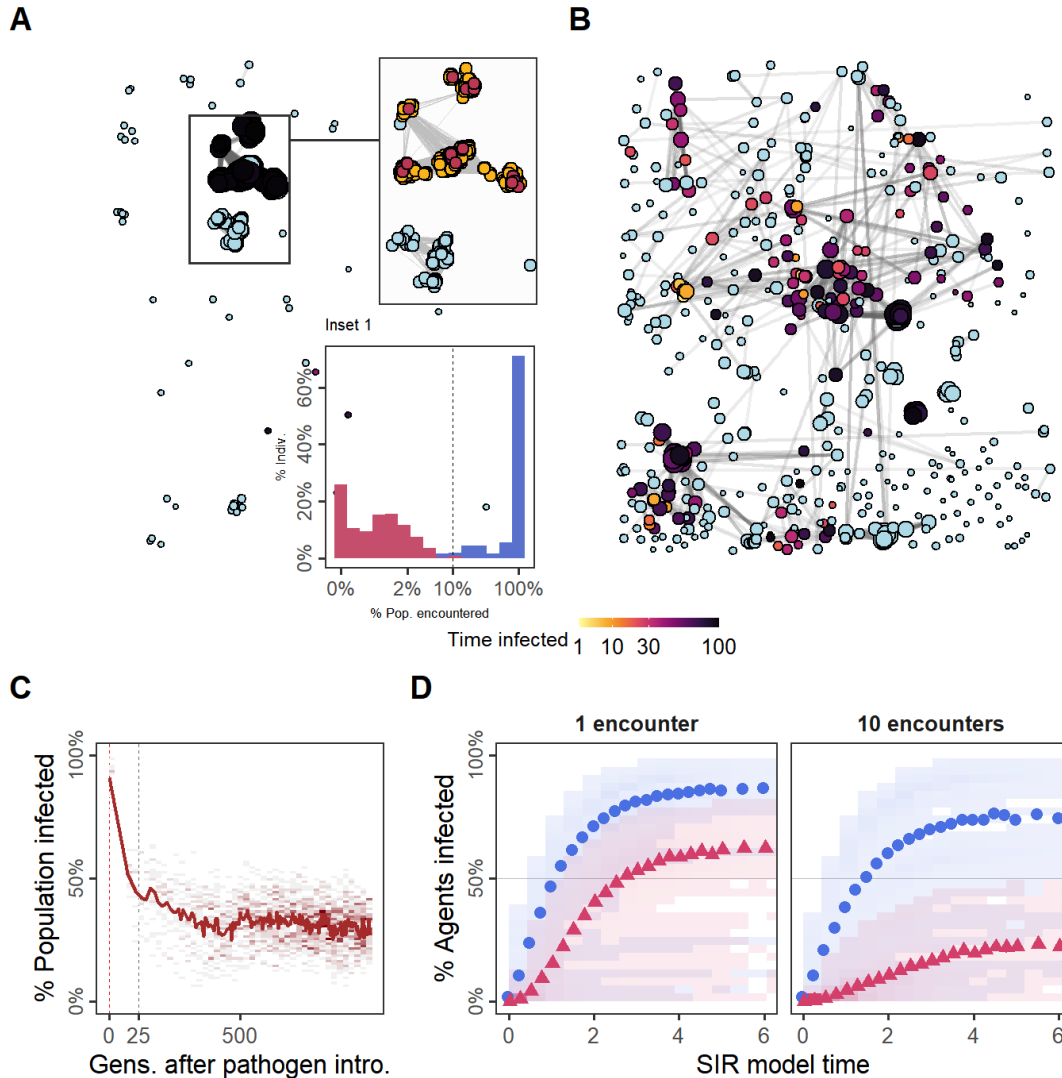 A
B
Inset 1
% Indiv.
60%
40%
20%
0%
0% 2% 10% 100%
% Pop. encountered
Time infected
1 10 30 100
C
D
% Population infected
100%
50%
0%
0 25 500
Gens. after pathogen intro.
1 encounter
10 encounters
% Agents infected
100%
50%
0%
0 2 4 6
0 2 4 6
SIR model time